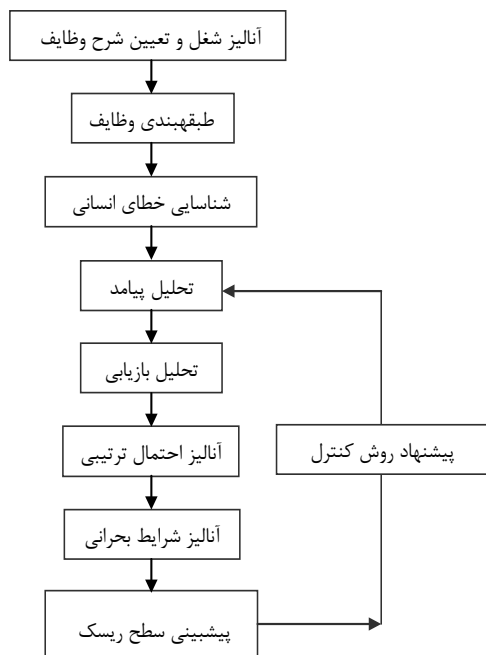 آنالیز شغل و تعیین شرح وظایف
طبقهبندی وظایف
شناسایی خطای انسانی
تحلیل پیامد
تحلیل بازیابی
آنالیز احتمال ترتیبی
پیشنهاد روش کنترل
آنالیز شرایط بحرانی
پیشبینی سطح ریسک